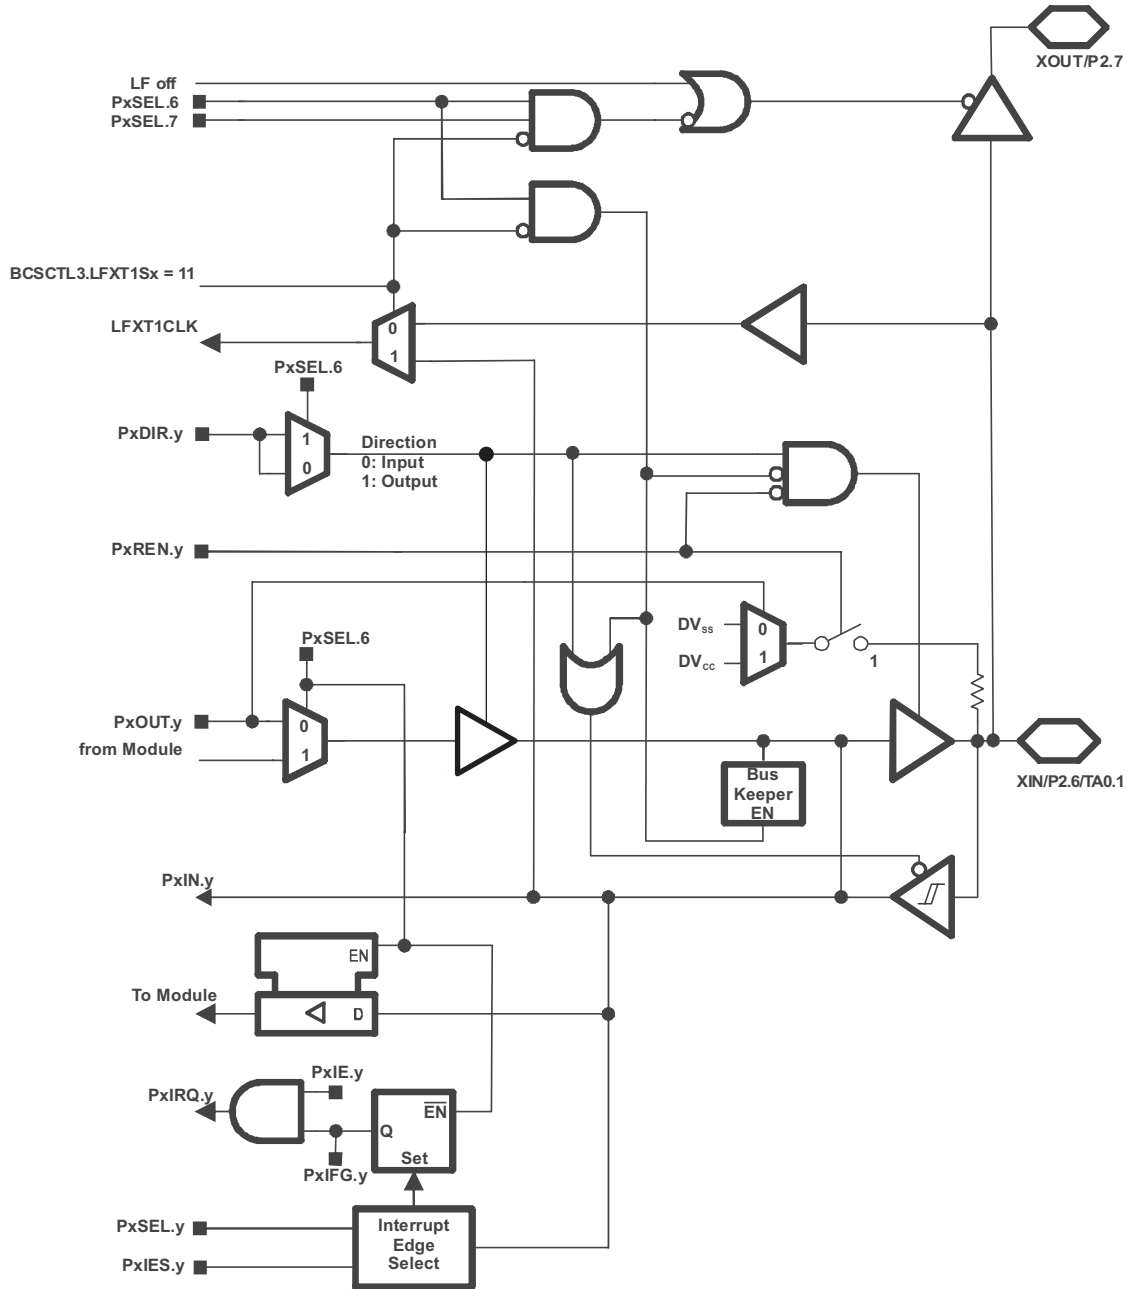 XOUT/P2.7
LF off
PxSEL.6
PxSEL.7
BCSCTL3.LFXT1Sx = 11
LFXT1CLK
0
1
PxSEL.6
PxDIR.y
1
0
Direction
0: Input
1: Output
PxREN.y
PxSEL.6
DVss
DVcc
0
1
1
PxOUT.y
from Module
0
1
Bus
Keeper
EN
XIN/P2.6/TA0.1
PxIN.y
EN
To Module
D
PxIE.y
PxIRQ.y
EN
Q
Set
PxIFG.y
PxSEL.y
PxIES.y
Interrupt
Edge
Select